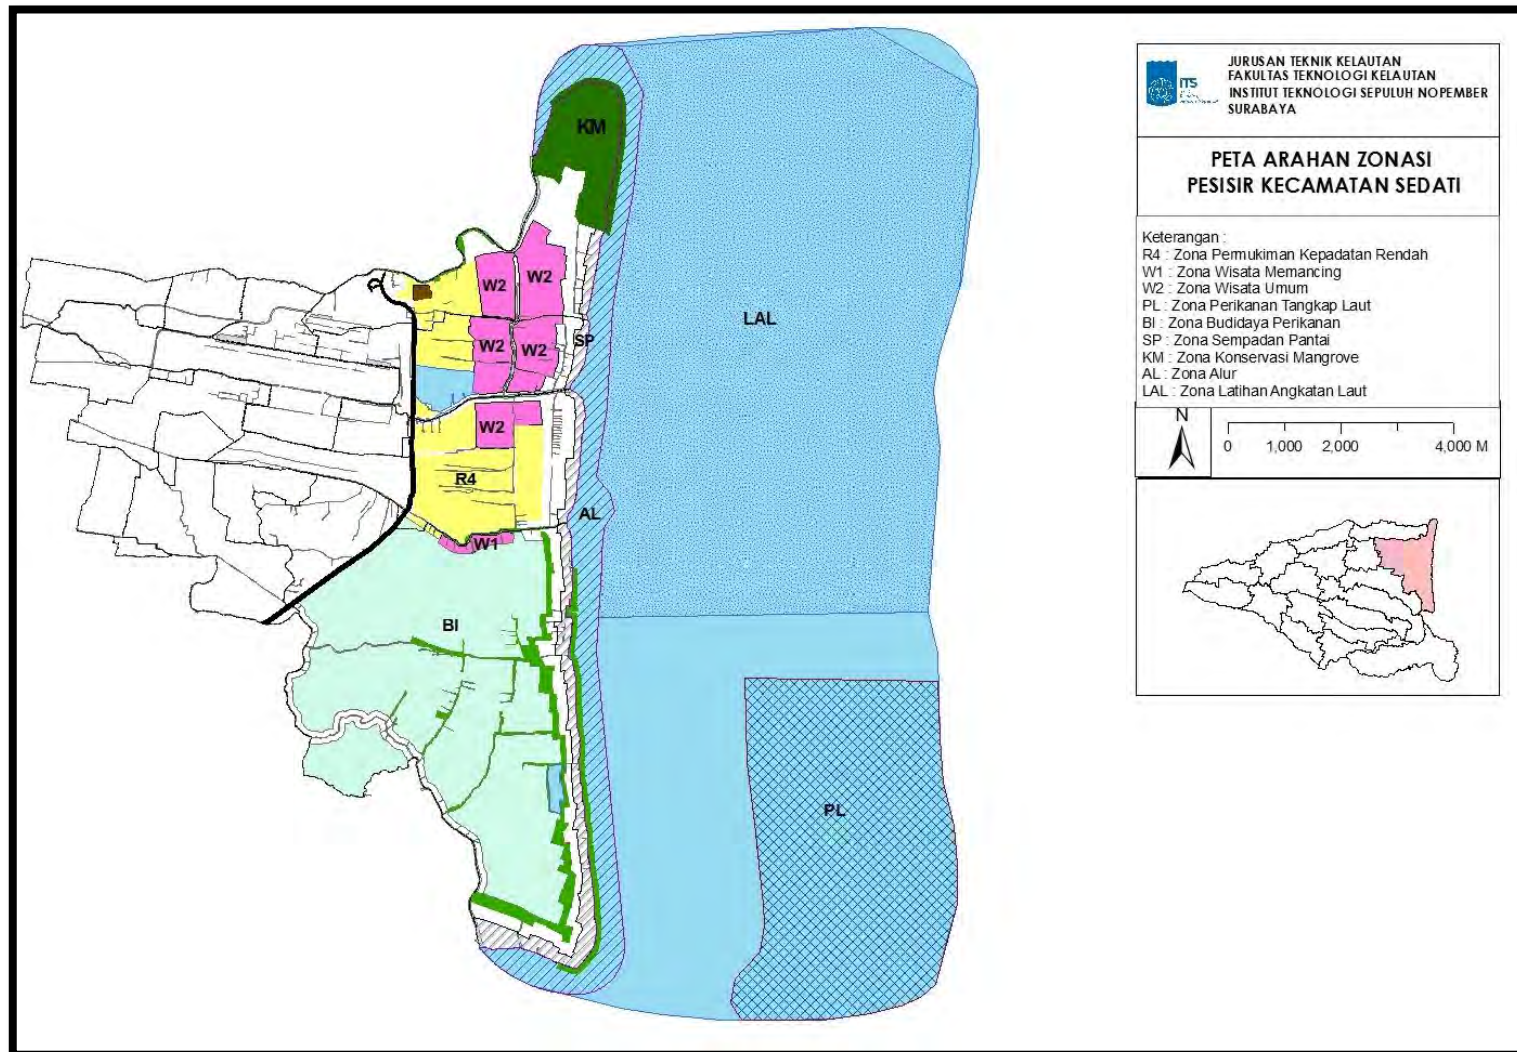 JURUSAN TEKNIK KELAUTAN
FAKULTAS TEKNOLOGI KELAUTAN
INSTITUT TEKNOLOGI SEPULUH NOPEMBER
SURABAYA
ITS
PETA ARAHAN ZONASI
PESISIR KECAMATAN SEDATI
Keterangan :
R4 : Zona Permukiman Kepadatan Rendah
W1 : Zona Wisata Memancing
W2 : Zona Wisata Umum
PL : Zona Perikanan Tangkap Laut
BI : Zona Budidaya Perikanan
SP : Zona Sempadan Pantai
KM : Zona Konservasi Mangrove
AL : Zona Alur
LAL : Zona Latihan Angkatan Laut
N
0 1,000 2,000 4,000 M
KM
W2
W2
LAL
W2
W2
SP
W2
R4
AL
W1
BI
PL